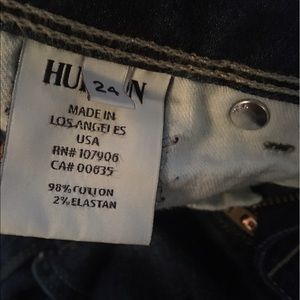 HU N
24
MADE IN
LOS ANGELES
USA
RN# 107906
CA# 00635
98% COTTON
2% ELASTAN